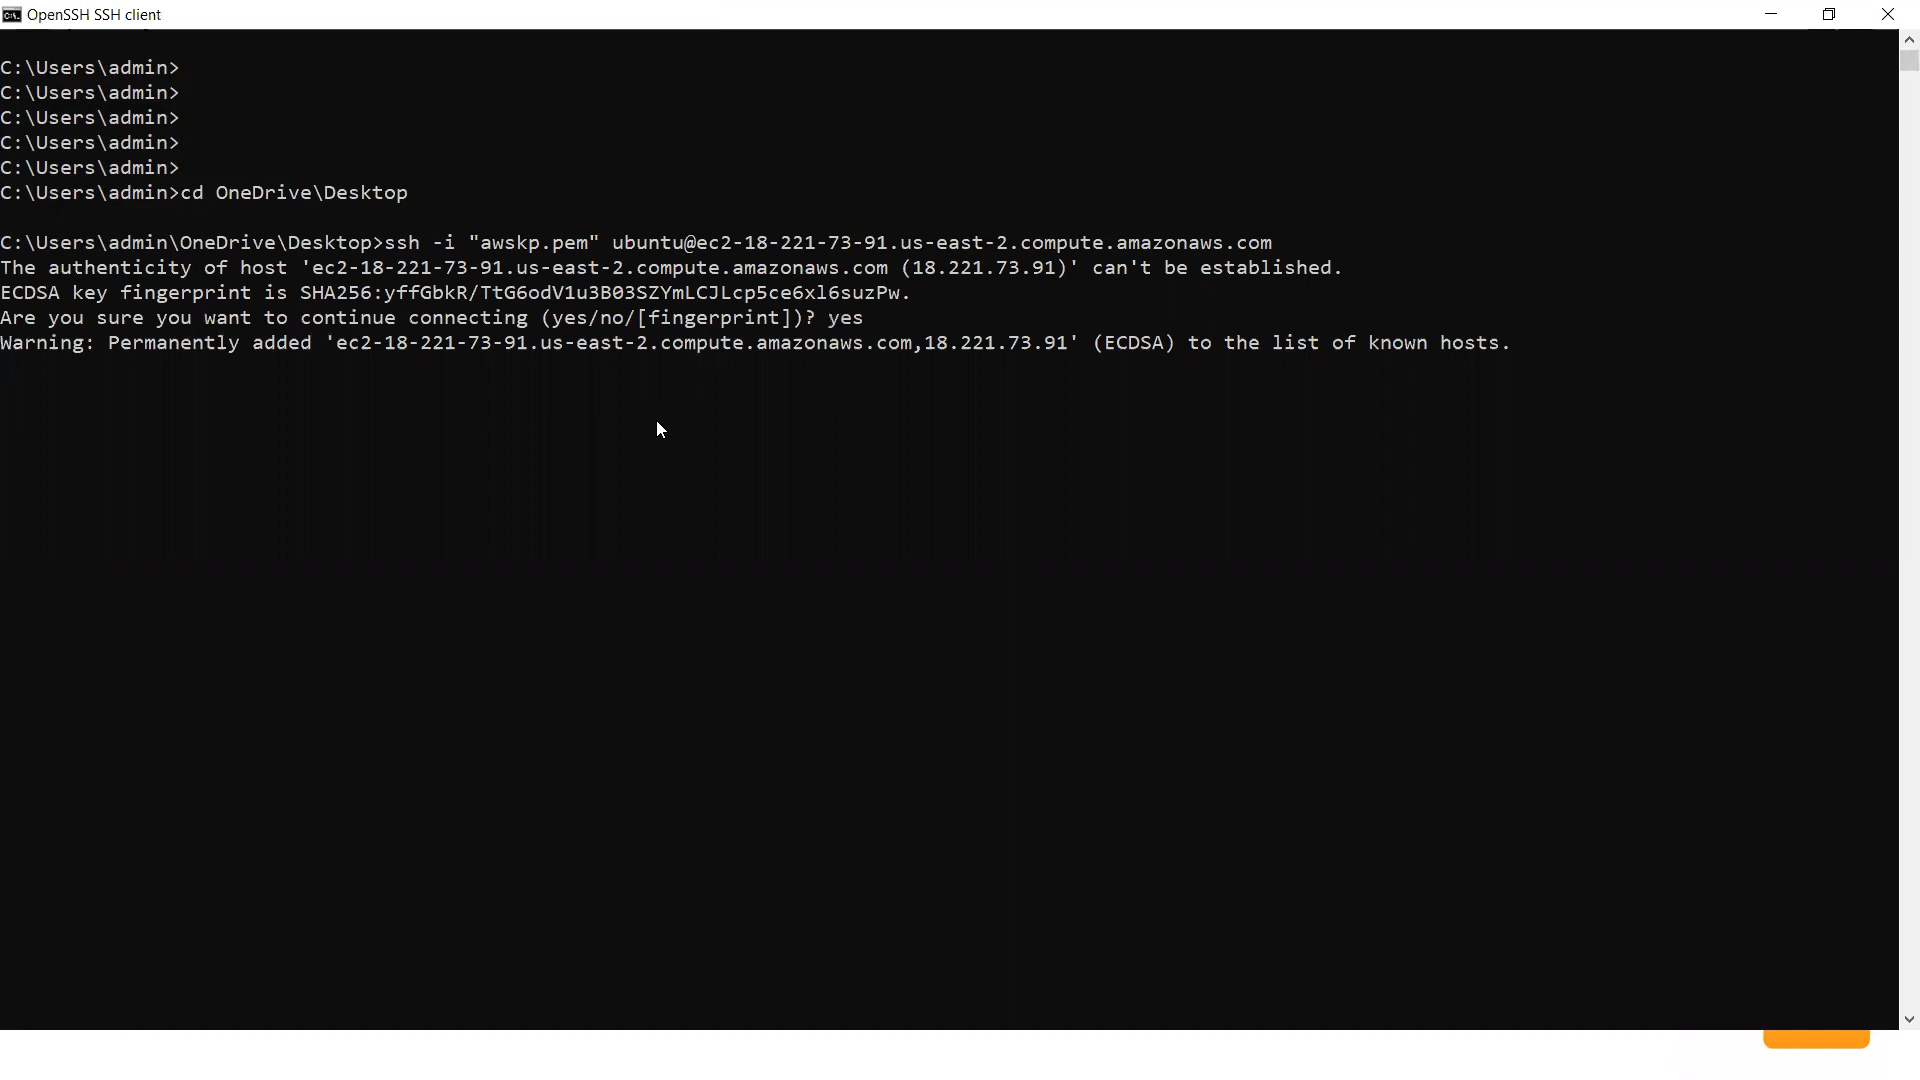 OpenSSH SSH client
C:\Users\admin>
C:\Users\admin>
C:\Users\admin>
C:\Users\admin>
C:\Users\admin>
C:\Users\admin>cd OneDrive\Desktop
C:\Users\admin\OneDrive\Desktop>ssh -i "awskp.pem" ubuntu@ec2-18-221-73-91.us-east-2.compute.amazonaws.com
The authenticity of host 'ec2-18-221-73-91.us-east-2.compute.amazonaws.com (18.221.73.91)' can't be established.
ECDSA key fingerprint is SHA256:yffGbkR/TtG6odV1u3B03SZYmLCJLcp5ce6xl6suzPw.
Are you sure you want to continue connecting (yes/no/[fingerprint])? yes
Warning: Permanently added 'ec2-18-221-73-91.us-east-2.compute.amazonaws.com,18.221.73.91' (ECDSA) to the list of known hosts.